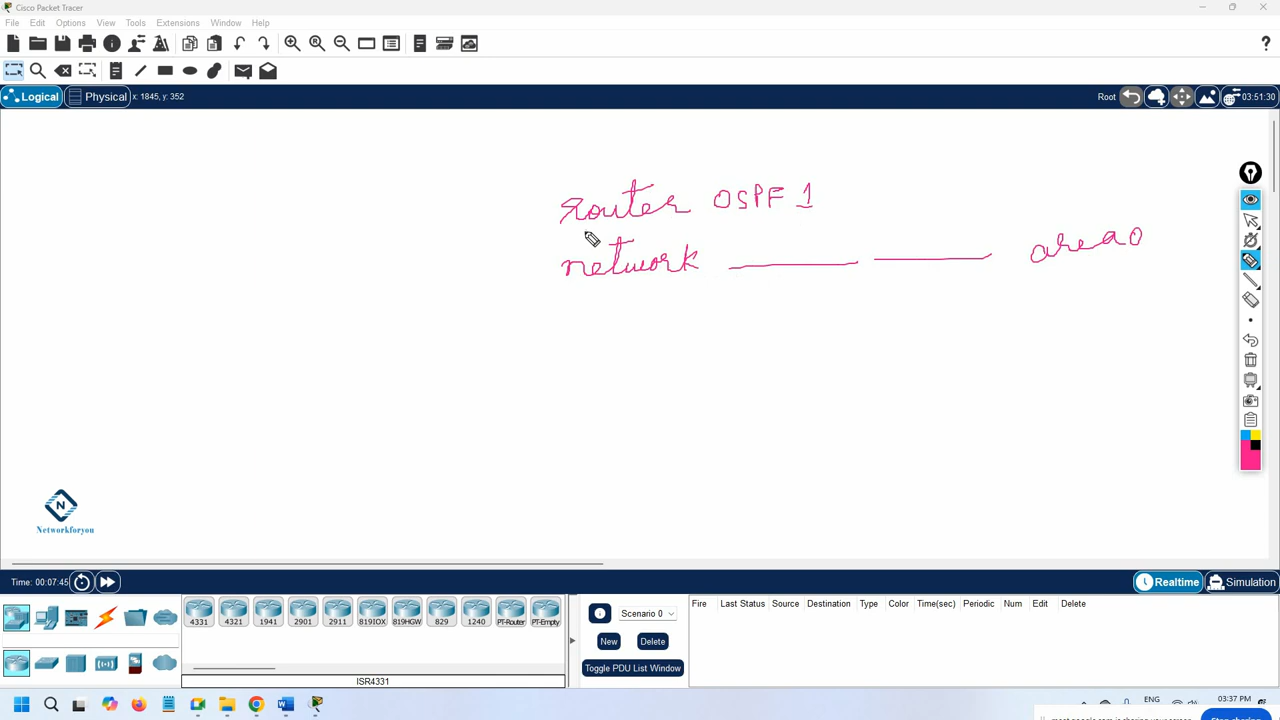 Cisco Packet Tracer
File Edit Options View Tools Extensions Window Help
Logical Physical x: 1845, y: 352 Root 03:51:30
Router OSPF 1
network area 0
N
Networkforyou
Time: 00:07:45 Realtime Simulation
4331 4321 1941 2901 2911 819IOX 819HGW 829 1240 PT-Router PT-Empty
ISR4331
Scenario 0
New Delete
Toggle PDU List Window
Fire Last Status Source Destination Type Color Time(sec) Periodic Num Edit Delete
ENG 03:37 PM